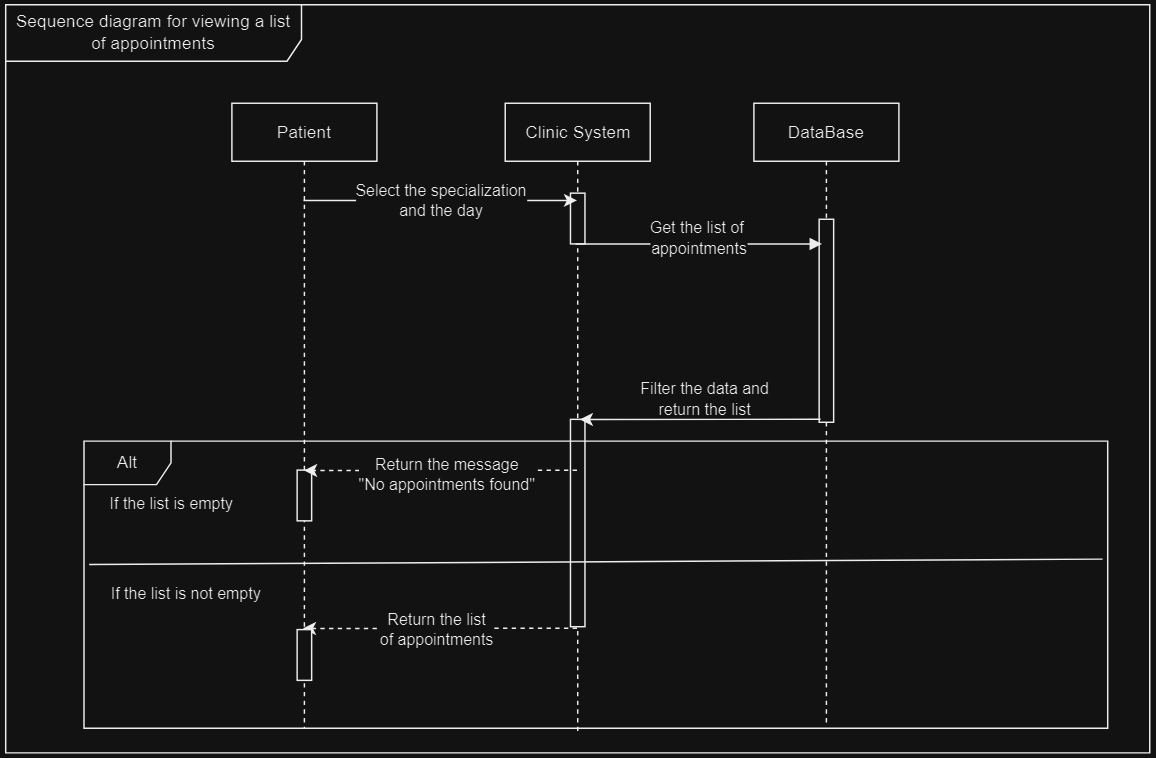 Sequence diagram for viewing a list
of appointments
Patient
Clinic System
DataBase
Select the specialization
and the day
Get the list of
appointments
Filter the data and
return the list
Alt
Return the message
"No appointments found"
If the list is empty
If the list is not empty
Return the list
of appointments